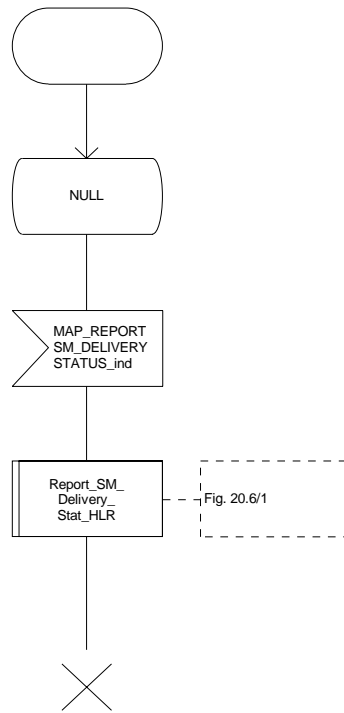 NULL
MAP_REPORT
SM_DELIVERY
STATUS_ind
Report_SM_
Delivery_
Stat_HLR
Fig. 20.6/1